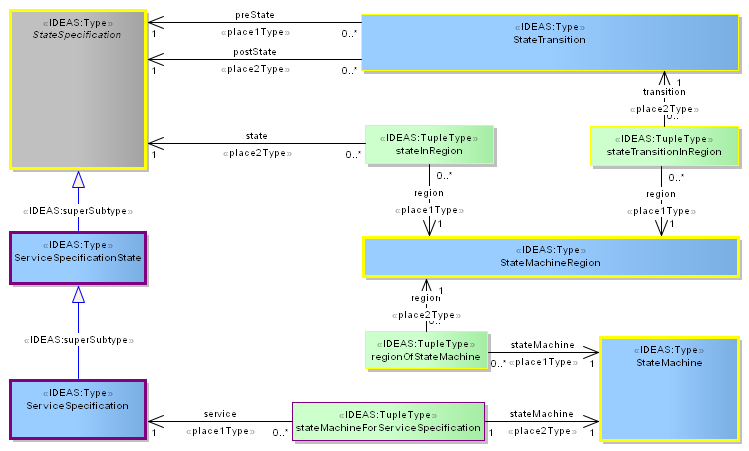 «IDEAS:Type»
StateSpecification
preState
«place1Type»
1
0..*
postState
«place2Type»
1
0..*
«IDEAS:Type»
StateTransition
transition
1
«place2Type»
0..*
state
«place2Type»
1
0..*
«IDEAS:TupleType»
stateInRegion
«IDEAS:TupleType»
stateTransitionInRegion
0..*
region
«place1Type»
1
0..*
region
«place1Type»
1
«IDEAS:superSubtype»
«IDEAS:Type»
ServiceSpecificationState
«IDEAS:Type»
StateMachineRegion
1
region
«place2Type»
«IDEAS:superSubtype»
«IDEAS:TupleType»
regionOfStateMachine
stateMachine
«place1Type»
0..*
1
«IDEAS:Type»
StateMachine
«IDEAS:Type»
ServiceSpecification
service
«place1Type»
1
0..*
«IDEAS:TupleType»
stateMachineForServiceSpecification
stateMachine
«place2Type»
1
1